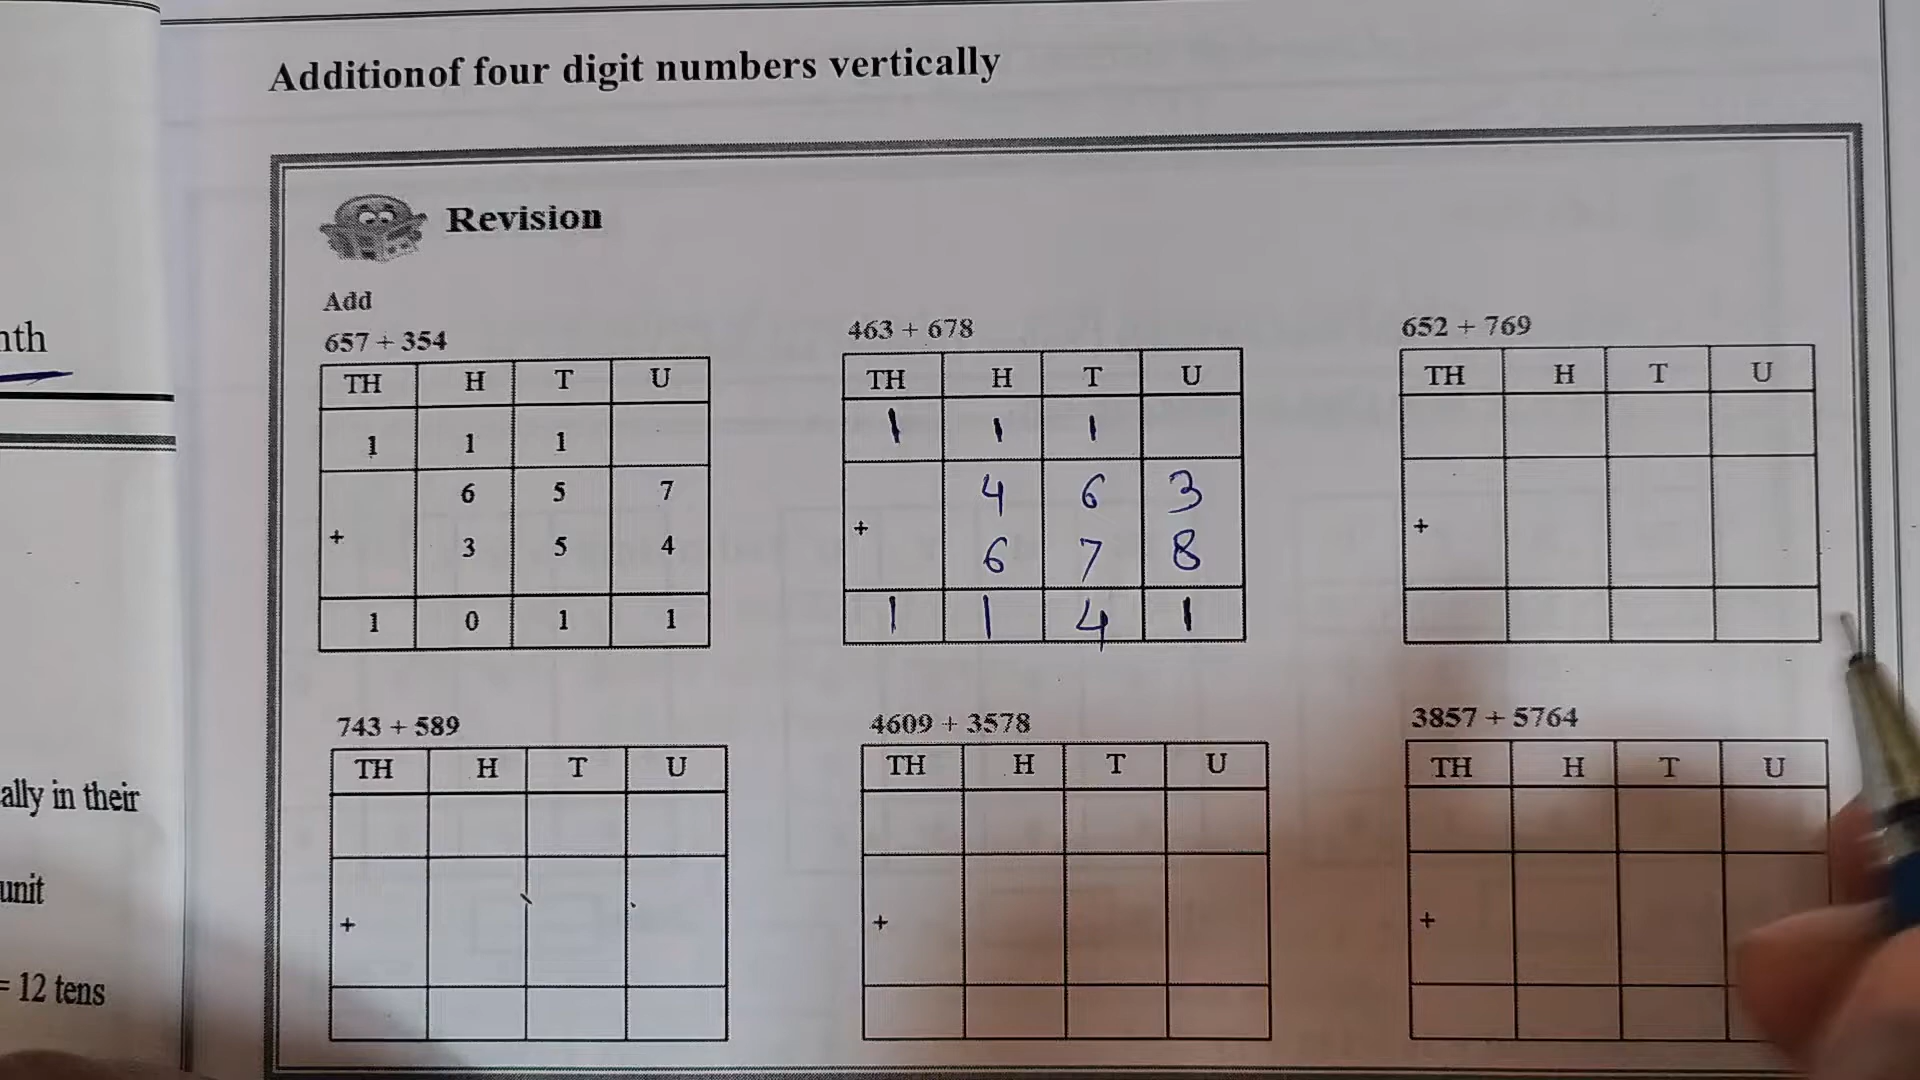 Additionof four digit numbers vertically
Revision
Add
657 + 354
TH H T U
1 1 1
6 5 7
+ 3 5 4
1 0 1 1
463 + 678
TH H T U
1 1 1
4 6 3
+ 6 7 8
1 1 4 1
652 + 769
TH H T U
+
743 + 589
TH H T U
+
4609 + 3578
TH H T U
+
3857 + 5764
TH H T U
+
ally in their
unit
= 12 tens